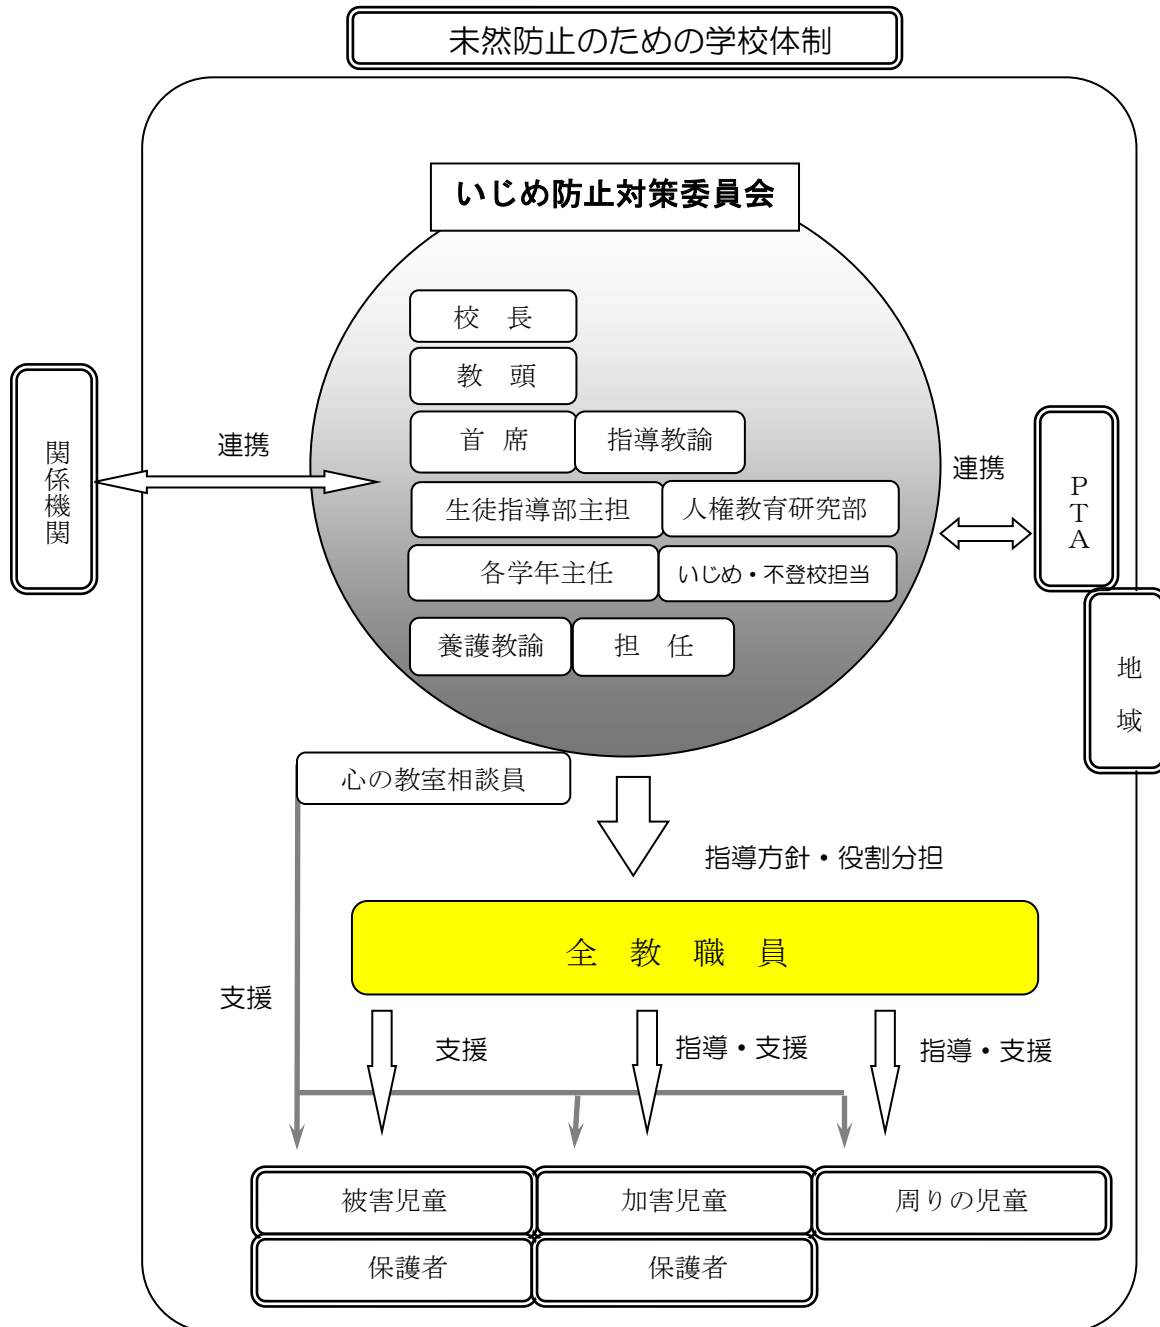 未然防止のための学校体制
いじめ防止対策委員会
校　長
教　頭
首 席
指導教諭
生徒指導部主担
人権教育研究部
各学年主任
いじめ・不登校担当
養護教諭
担　任
関係機関
連携
連携
PTA
地域
心の教室相談員
指導方針・役割分担
全　教　職　員
支援
支援
指導・支援
指導・支援
被害児童
加害児童
周りの児童
保護者
保護者